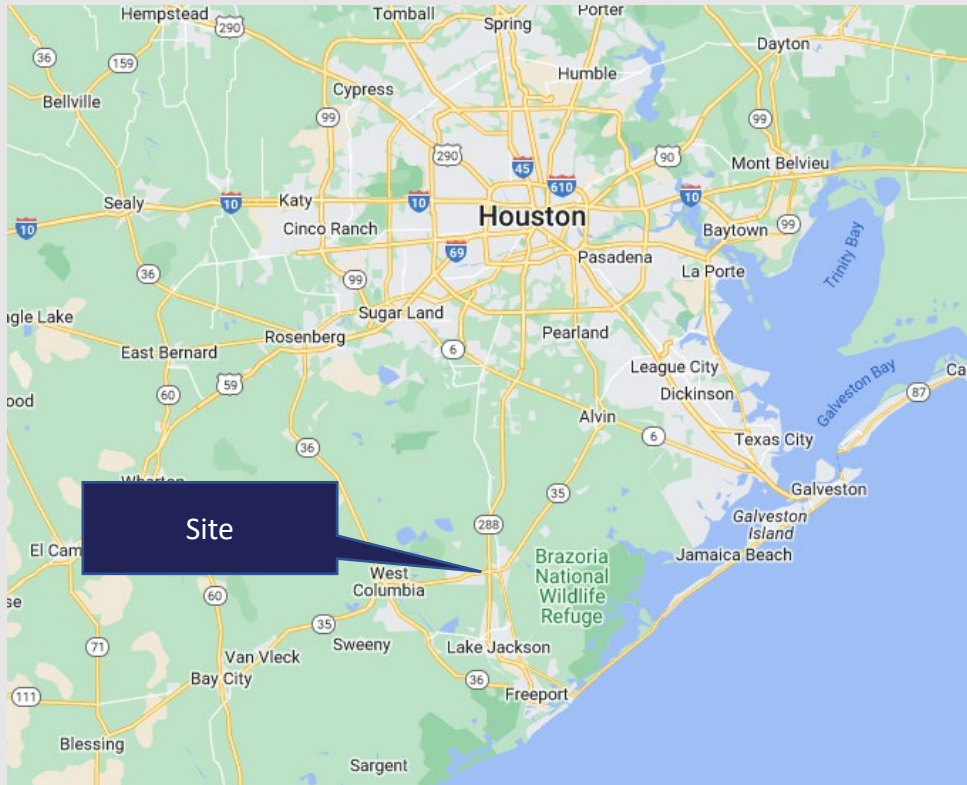 Hempstead
Tomball
Porter
Spring
290
36
159
Dayton
Humble
Bellville
Cypress
99
99
290
90
45
Mont Belvieu
610
Sealy
10
Katy
10
10
10
Houston
Cinco Ranch
99
Baytown
69
Pasadena
Trinity Bay
36
99
La Porte
Sugar Land
agle Lake
Rosenberg
Pearland
6
East Bernard
League City
59
Galveston Bay
Ca
60
Dickinson
87
ood
Alvin
36
6
Texas City
Wharton
35
Galveston
Site
288
Galveston
Island
El Cam
Brazoria
National
Wildlife
Refuge
Jamaica Beach
West
Columbia
se
60
35
Sweeny
Lake Jackson
71
Van Vleck
Bay City
36
111
Freeport
Blessing
Sargent